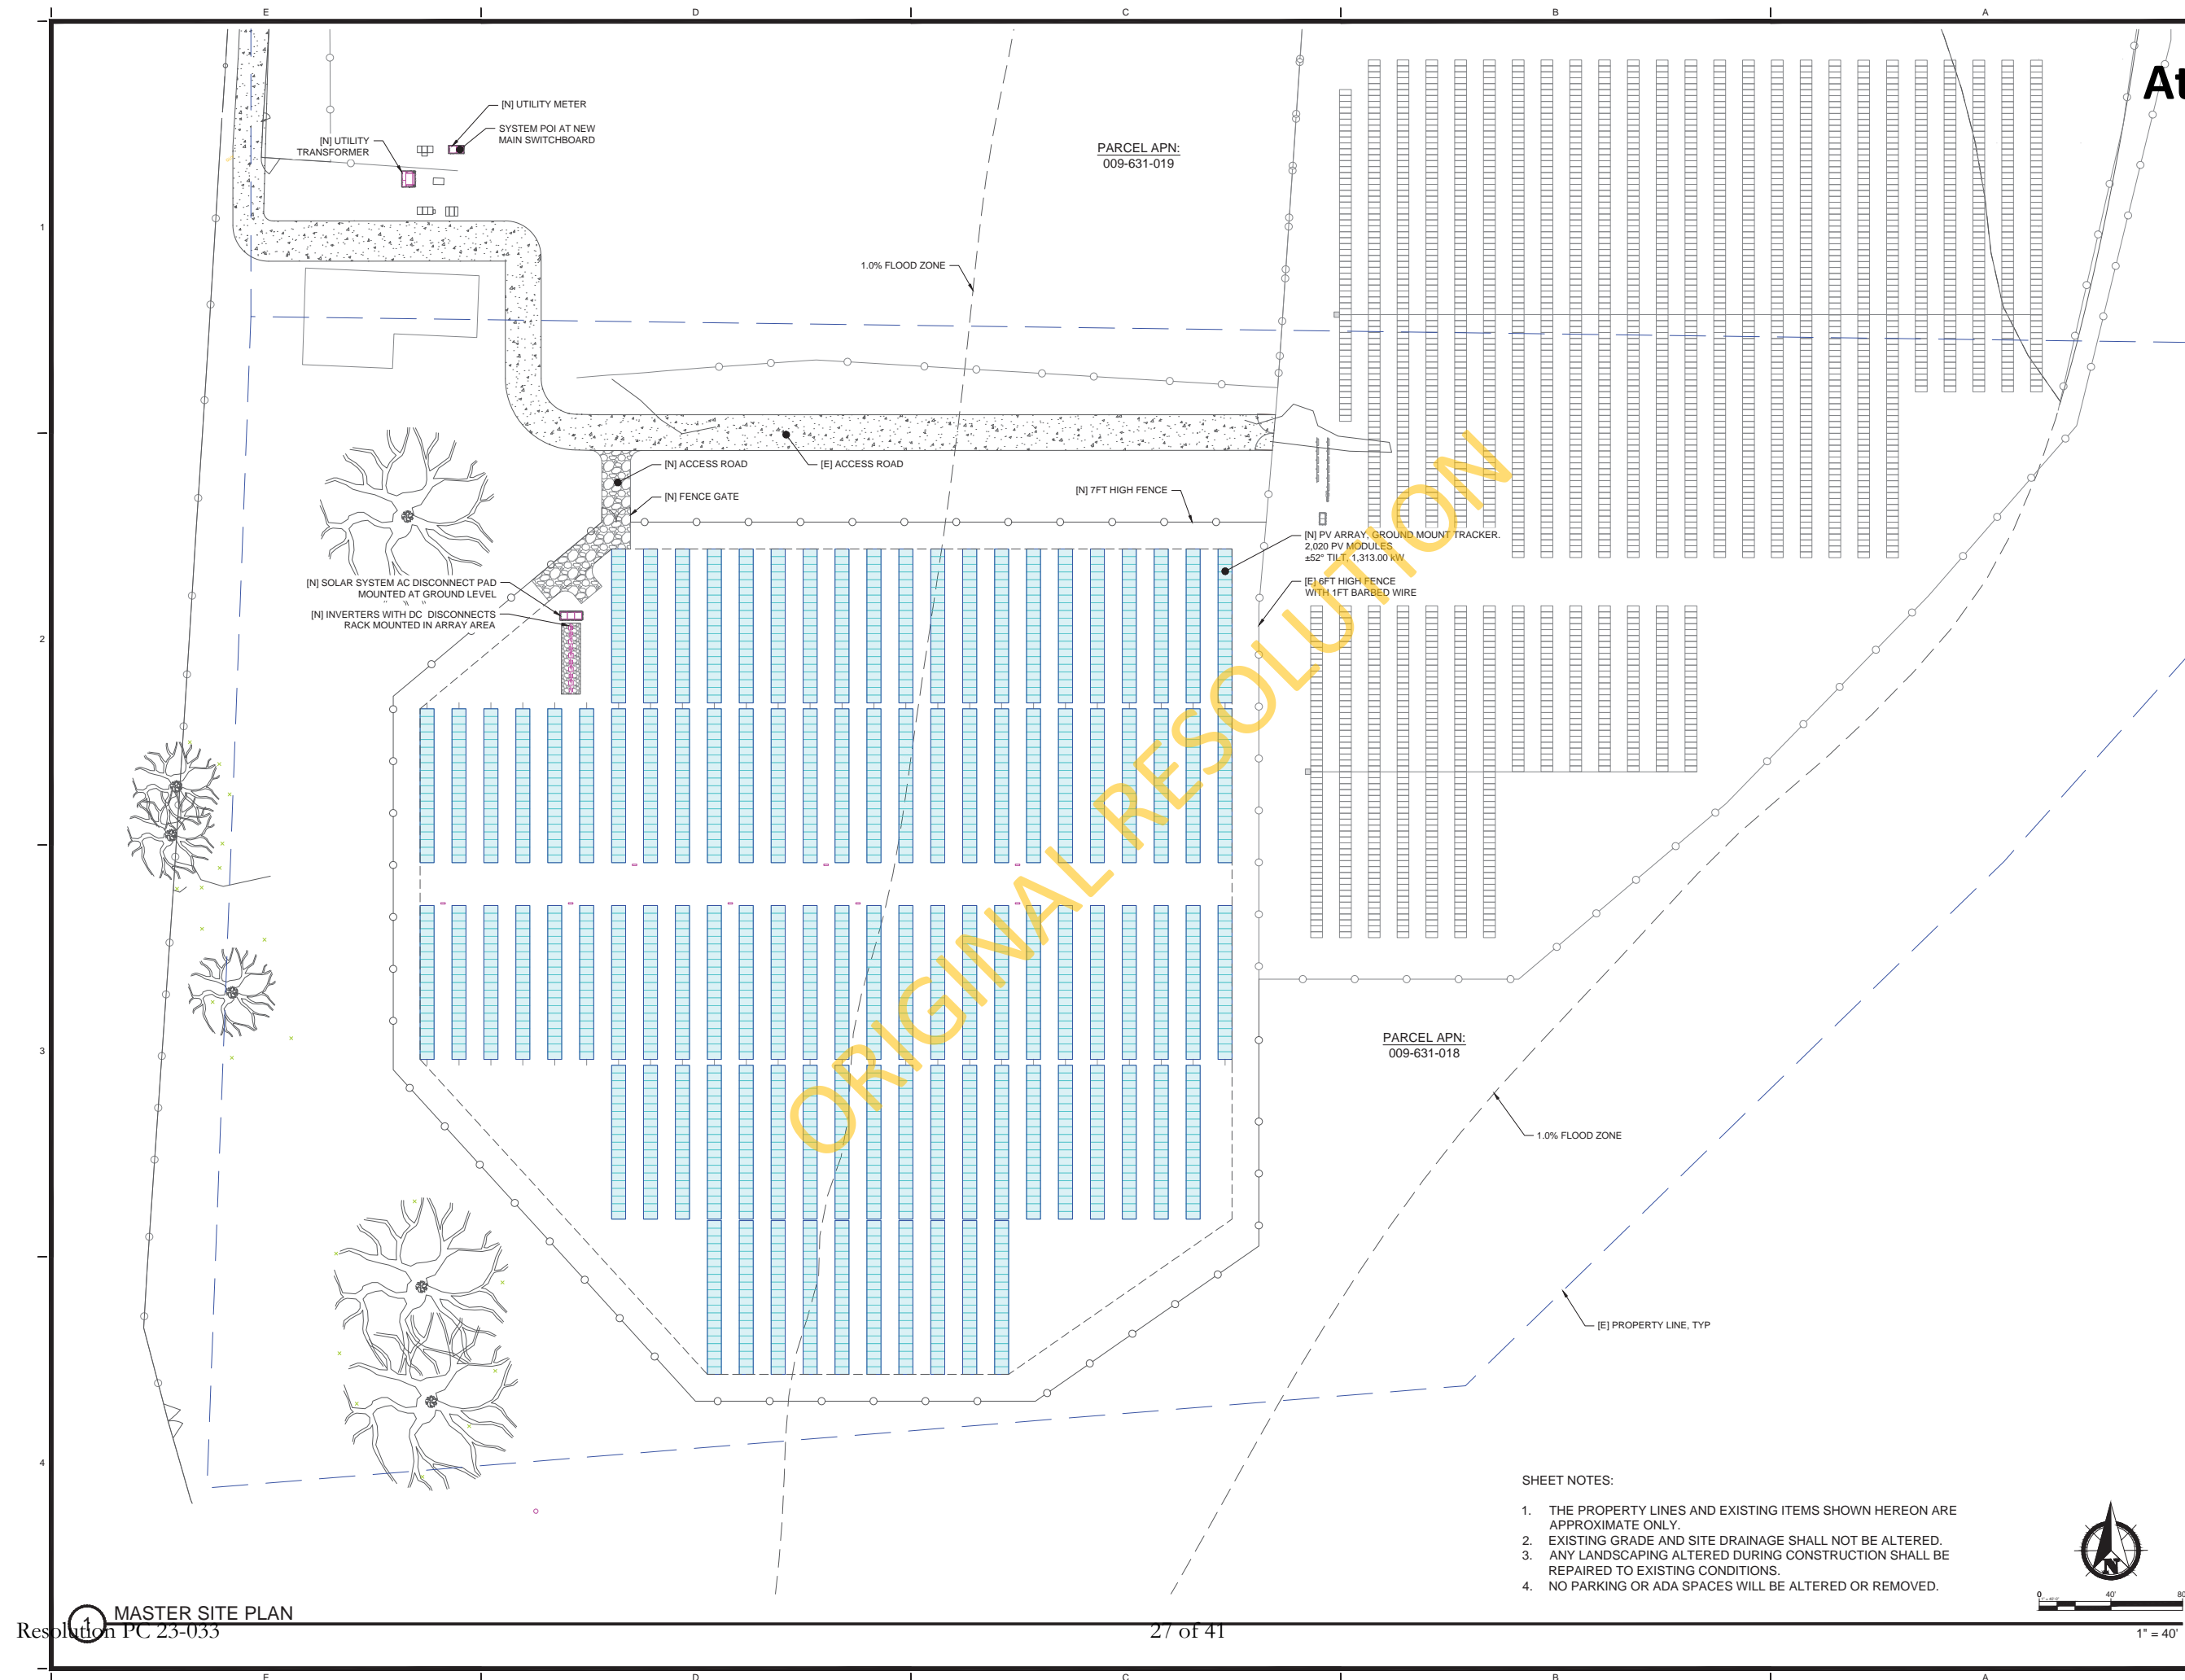 E D C B A
At
[N] UTILITY METER
SYSTEM POI AT NEW
MAIN SWITCHBOARD
[N] UTILITY
TRANSFORMER
PARCEL APN:
009-631-019
1
1.0% FLOOD ZONE
[N] ACCESS ROAD
[E] ACCESS ROAD
[N] FENCE GATE
[N] 7FT HIGH FENCE
[N] PV ARRAY, GROUND MOUNT TRACKER.
2,020 PV MODULES
±52° TILT, 1,313.00 kW
[E] 6FT HIGH FENCE
WITH 1FT BARBED WIRE
[N] SOLAR SYSTEM AC DISCONNECT PAD
MOUNTED AT GROUND LEVEL
[N] INVERTERS WITH DC DISCONNECTS
RACK MOUNTED IN ARRAY AREA
2
ORIGINAL RESOLUTION
3
PARCEL APN:
009-631-018
1.0% FLOOD ZONE
[E] PROPERTY LINE, TYP
4
SHEET NOTES:
1. THE PROPERTY LINES AND EXISTING ITEMS SHOWN HEREON ARE
APPROXIMATE ONLY.
2. EXISTING GRADE AND SITE DRAINAGE SHALL NOT BE ALTERED.
3. ANY LANDSCAPING ALTERED DURING CONSTRUCTION SHALL BE
REPAIRED TO EXISTING CONDITIONS.
4. NO PARKING OR ADA SPACES WILL BE ALTERED OR REMOVED.
N
0 40' 80
1 MASTER SITE PLAN
Resolution PC 23-033
27 of 41
1" = 40'
E D C B A